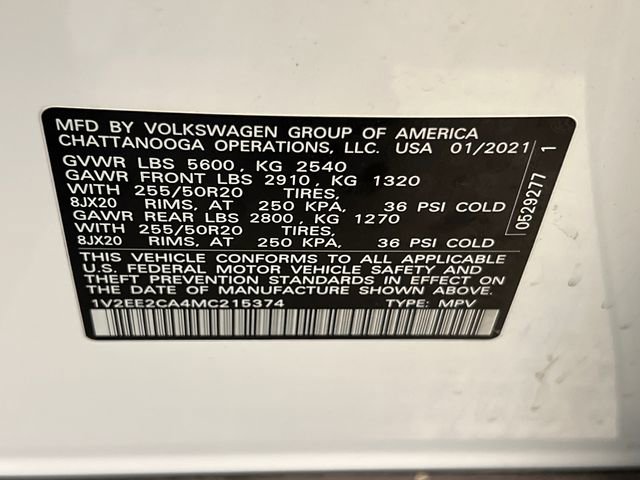 MFD BY VOLKSWAGEN GROUP OF AMERICA
CHATTANOOGA OPERATIONS, LLC. USA 01/2021
GVWR LBS 5600, KG 2540
GAWR FRONT LBS 2910, KG 1320
WITH 255/50R20 TIRES,
8JX20 RIMS, AT 250 KPA, 36 PSI COLD
GAWR REAR LBS 2800, KG 1270
WITH 255/50R20 TIRES,
8JX20 RIMS, AT 250 KPA, 36 PSI COLD
THIS VEHICLE CONFORMS TO ALL APPLICABLE
U.S. FEDERAL MOTOR VEHICLE SAFETY AND
THEFT PREVENTION STANDARDS IN EFFECT ON
THE DATE OF MANUFACTURE SHOWN ABOVE.
1V2EE2CA4MC215374 TYPE: MPV
0529277 1